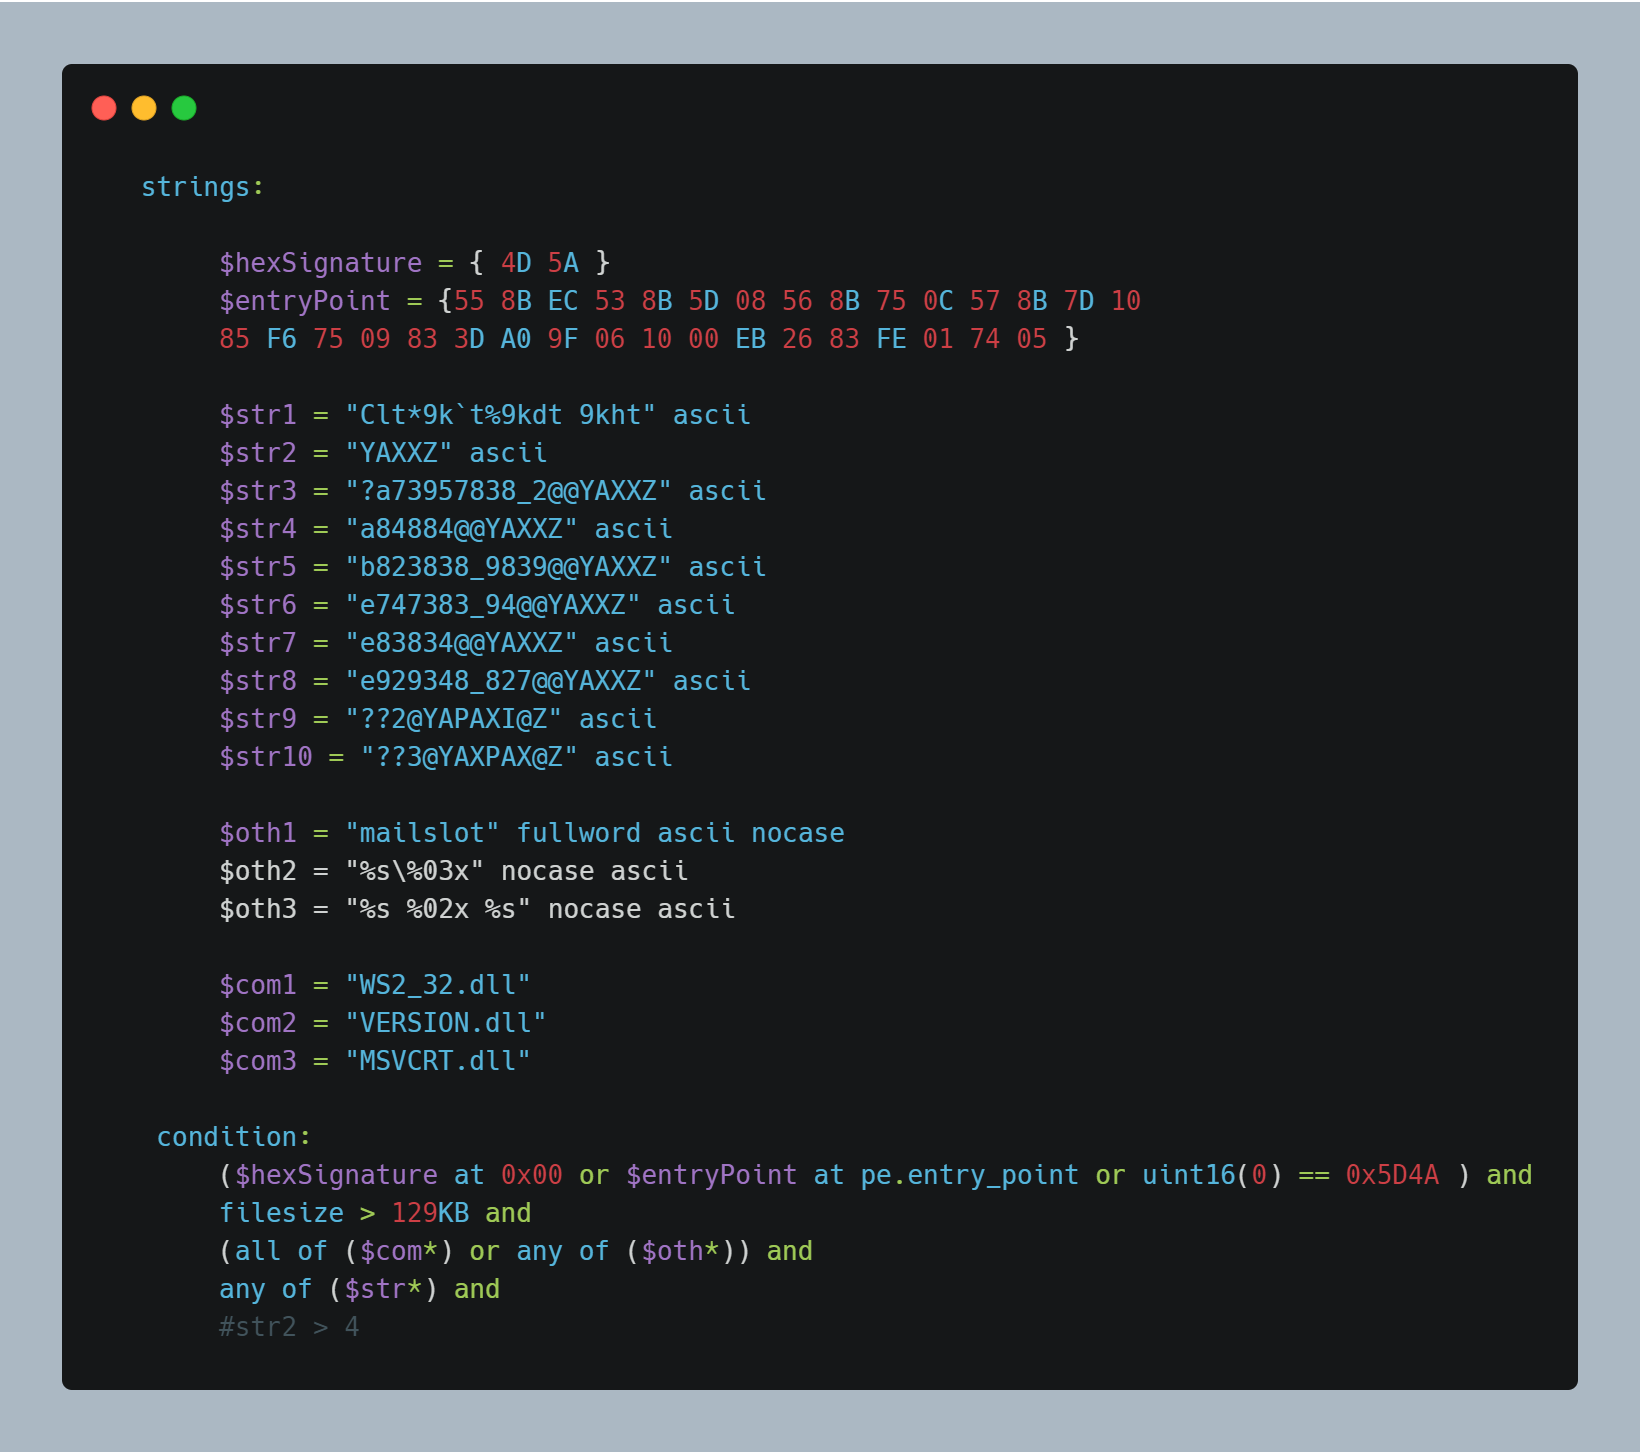 strings:
$hexSignature = { 4D 5A }
$entryPoint = {55 8B EC 53 8B 5D 08 56 8B 75 0C 57 8B 7D 10
85 F6 75 09 83 3D A0 9F 06 10 00 EB 26 83 FE 01 74 05 }
$str1 = "Clt*9k`t%9kdt 9kht" ascii
$str2 = "YAXXZ" ascii
$str3 = "?a73957838_2@@YAXXZ" ascii
$str4 = "a84884@@YAXXZ" ascii
$str5 = "b823838_9839@@YAXXZ" ascii
$str6 = "e747383_94@@YAXXZ" ascii
$str7 = "e83834@@YAXXZ" ascii
$str8 = "e929348_827@@YAXXZ" ascii
$str9 = "??2@YAPAXI@Z" ascii
$str10 = "??3@YAXPAX@Z" ascii
$oth1 = "mailslot" fullword ascii nocase
$oth2 = "%s\%03x" nocase ascii
$oth3 = "%s %02x %s" nocase ascii
$com1 = "WS2_32.dll"
$com2 = "VERSION.dll"
$com3 = "MSVCRT.dll"
condition:
($hexSignature at 0x00 or $entryPoint at pe.entry_point or uint16(0) == 0x5D4A ) and
filesize > 129KB and
(all of ($com*) or any of ($oth*)) and
any of ($str*) and
#str2 > 4